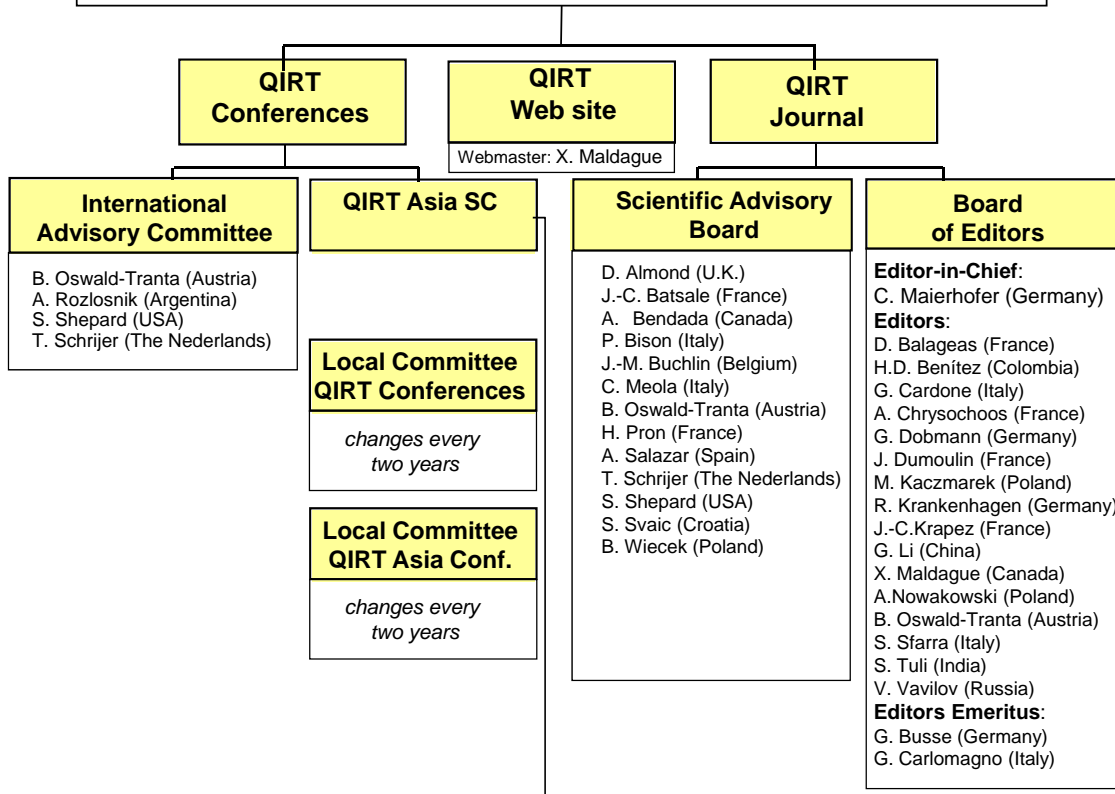 QIRT
Conferences
QIRT
Web site
Webmaster: X. Maldague
QIRT
Journal
International
Advisory Committee
B. Oswald-Tranta (Austria)
A. Rozlosnik (Argentina)
S. Shepard (USA)
T. Schrijer (The Nederlands)
QIRT Asia SC
Local Committee
QIRT Conferences
changes every
two years
Local Committee
QIRT Asia Conf.
changes every
two years
Scientific Advisory
Board
D. Almond (U.K.)
J.-C. Batsale (France)
A. Bendada (Canada)
P. Bison (Italy)
J.-M. Buchlin (Belgium)
C. Meola (Italy)
B. Oswald-Tranta (Austria)
H. Pron (France)
A. Salazar (Spain)
T. Schrijer (The Nederlands)
S. Shepard (USA)
S. Svaic (Croatia)
B. Wiecek (Poland)
Board
of Editors
Editor-in-Chief:
C. Maierhofer (Germany)
Editors:
D. Balageas (France)
H.D. Benítez (Colombia)
G. Cardone (Italy)
A. Chrysochoos (France)
G. Dobmann (Germany)
J. Dumoulin (France)
M. Kaczmarek (Poland)
R. Krankenhagen (Germany)
J.-C.Krapez (France)
G. Li (China)
X. Maldague (Canada)
A.Nowakowski (Poland)
B. Oswald-Tranta (Austria)
S. Sfarra (Italy)
S. Tuli (India)
V. Vavilov (Russia)
Editors Emeritus:
G. Busse (Germany)
G. Carlomagno (Italy)